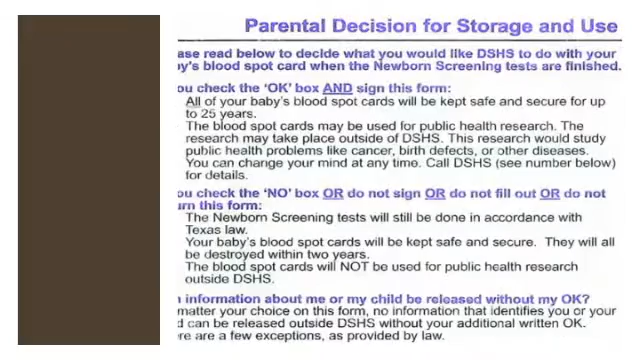 Parental Decision for Storage and Use
ase read below to decide what you would like DSHS to do with your
y's blood spot card when the Newborn Screening tests are finished.
ou check the 'OK' box AND sign this form:
All of your baby's blood spot cards will be kept safe and secure for up
to 25 years.
The blood spot cards may be used for public health research. The
research may take place outside of DSHS. This research would study
public health problems like cancer, birth defects, or other diseases.
You can change your mind at any time. Call DSHS (see number below)
for details.
ou check the 'NO' box OR do not sign OR do not fill out OR do not
urn this form:
The Newborn Screening tests will still be done in accordance with
Texas law.
Your baby's blood spot cards will be kept safe and secure. They will all
be destroyed within two years.
The blood spot cards will NOT be used for public health research
outside DSHS.
information about me or my child be released without my OK?
matter your choice on this form, no information that identifies you or your
d can be released outside DSHS without your additional written OK.
re are a few exceptions, as provided by law.